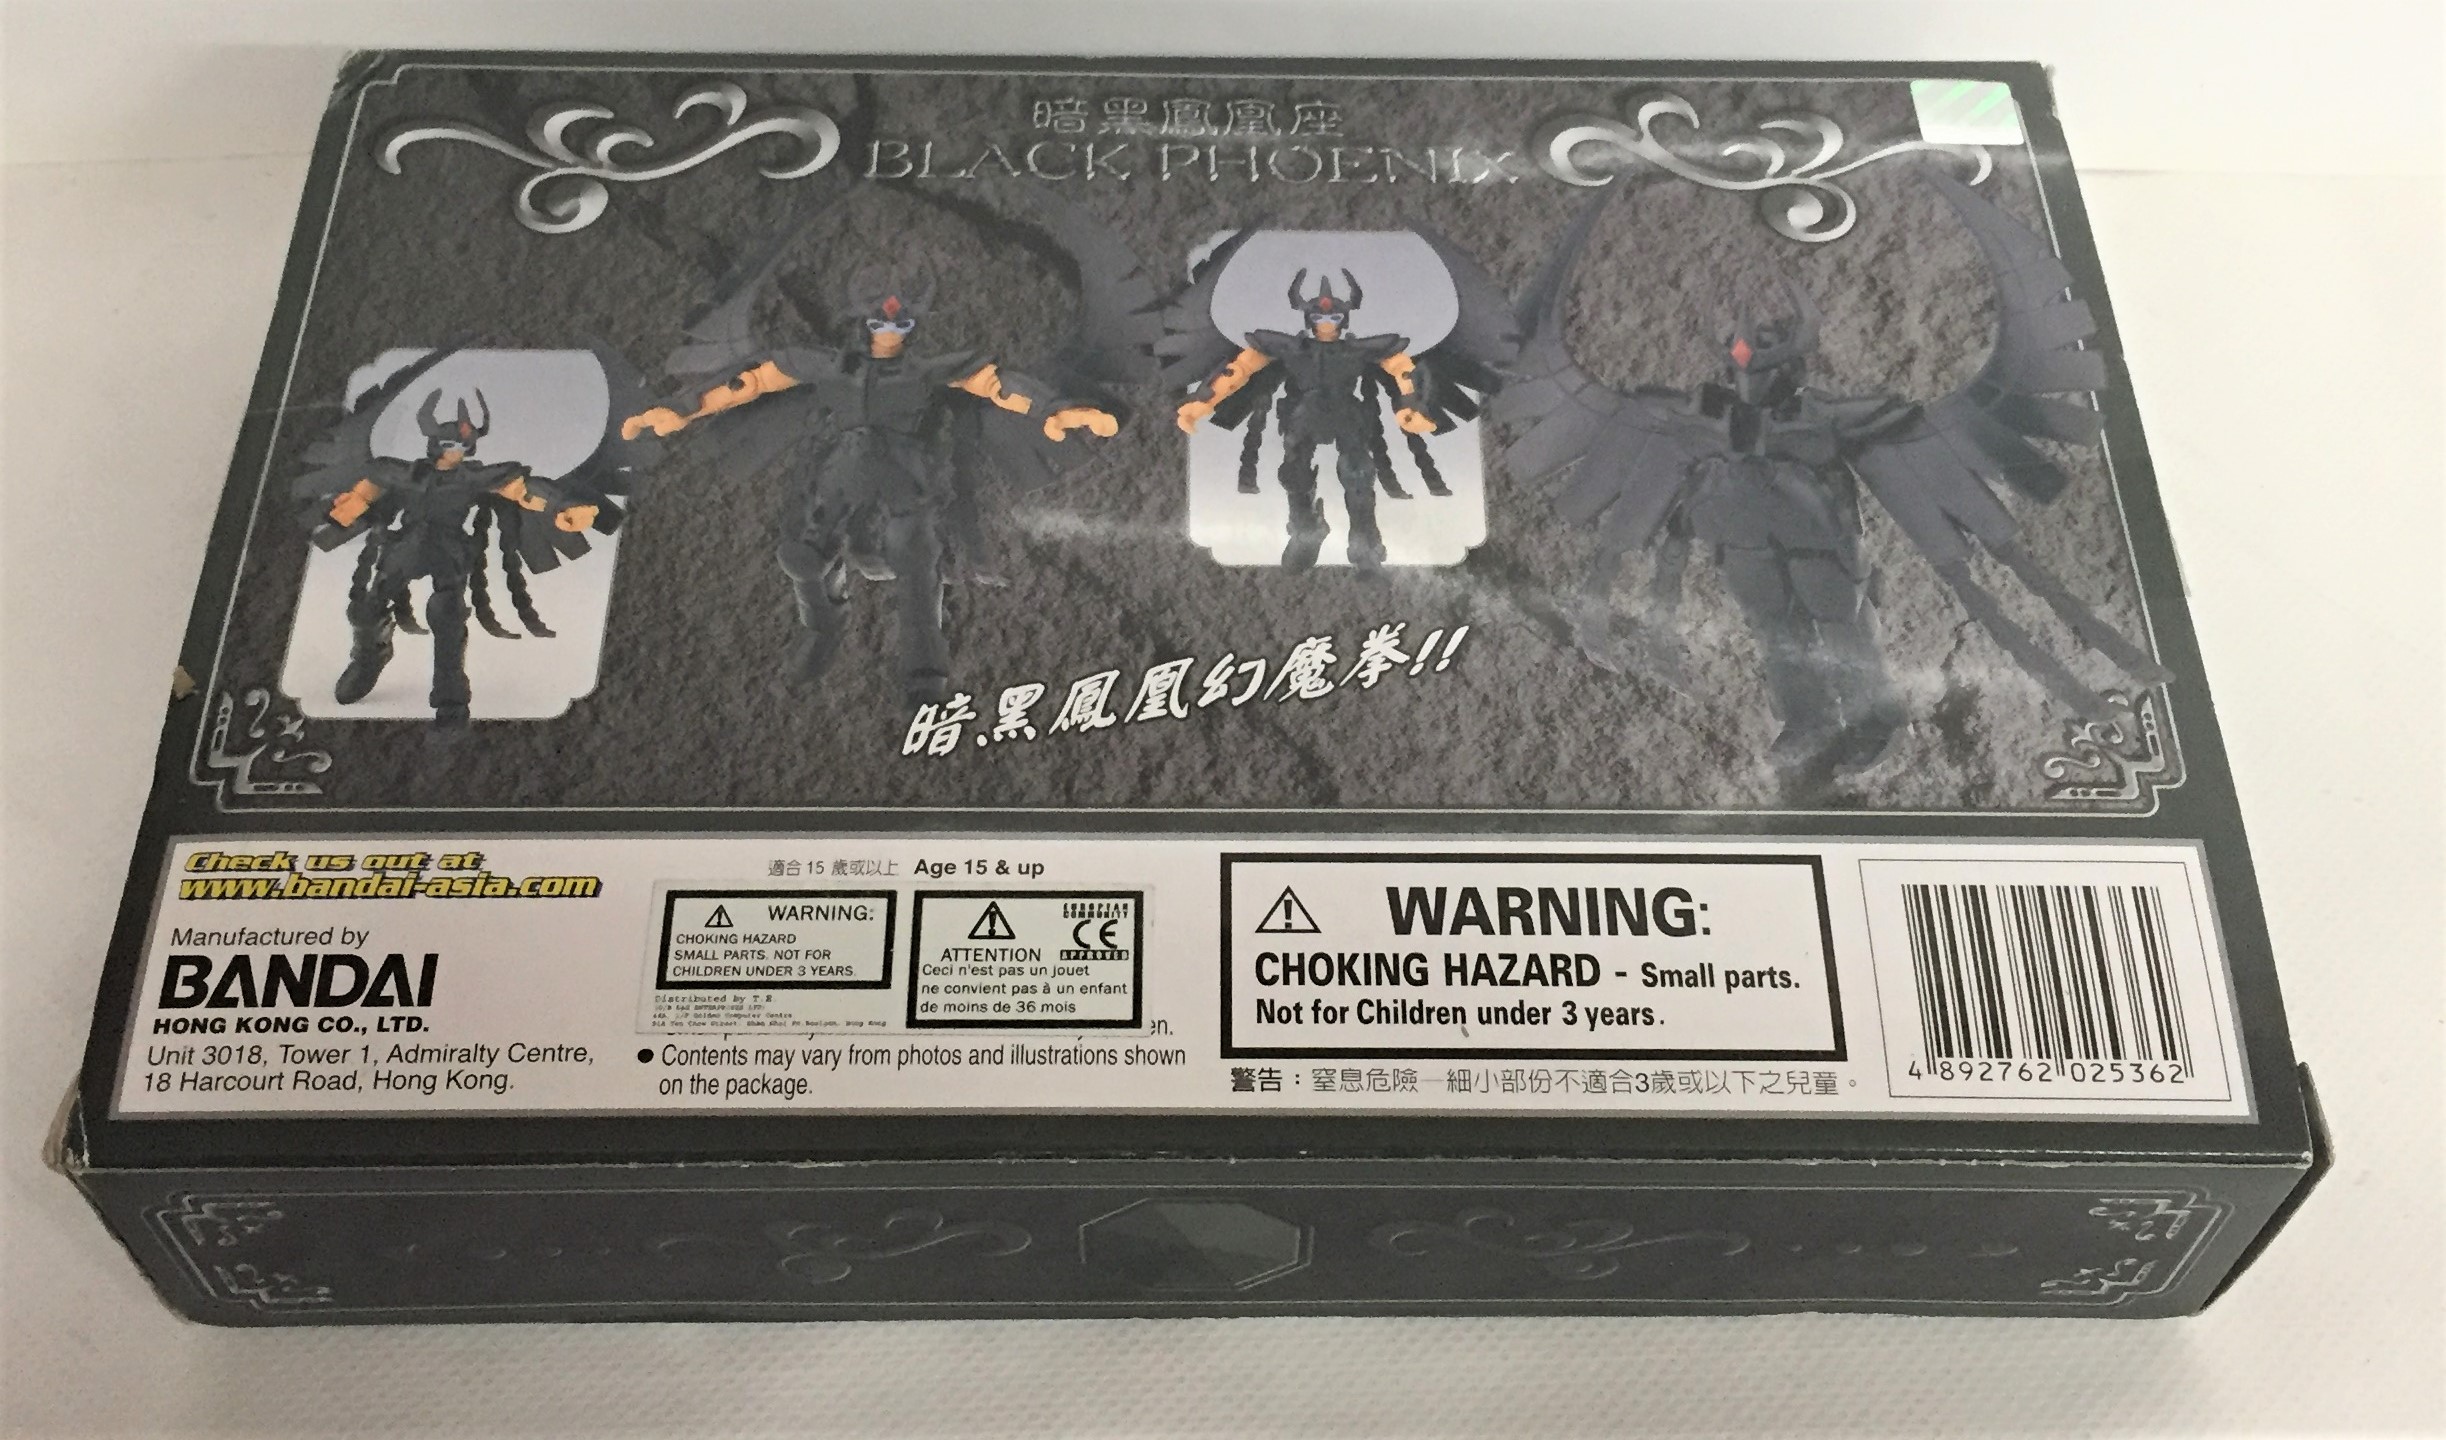 暗黑鳳凰座
BLACK PHOENIX
暗黑鳳凰幻魔拳!!
Check us out at
www.bandai-asia.com
Manufactured by
BANDAI
HONG KONG CO., LTD.
Unit 3018, Tower 1, Admiralty Centre,
18 Harcourt Road, Hong Kong.
適合 15 歲或以上 Age 15 & up
WARNING:
CHOKING HAZARD
SMALL PARTS. NOT FOR
CHILDREN UNDER 3 YEARS.
Distributed by T.E.
EUROPEAN
COMMUNITY
CE
APPROVED
ATTENTION
Ceci n'est pas un jouet
ne convient pas à un enfant
de moins de 36 mois
en.
● Contents may vary from photos and illustrations shown
on the package.
WARNING:
CHOKING HAZARD - Small parts.
Not for Children under 3 years.
警告：窒息危險－細小部份不適合3歲或以下之兒童。
4 892762 025362